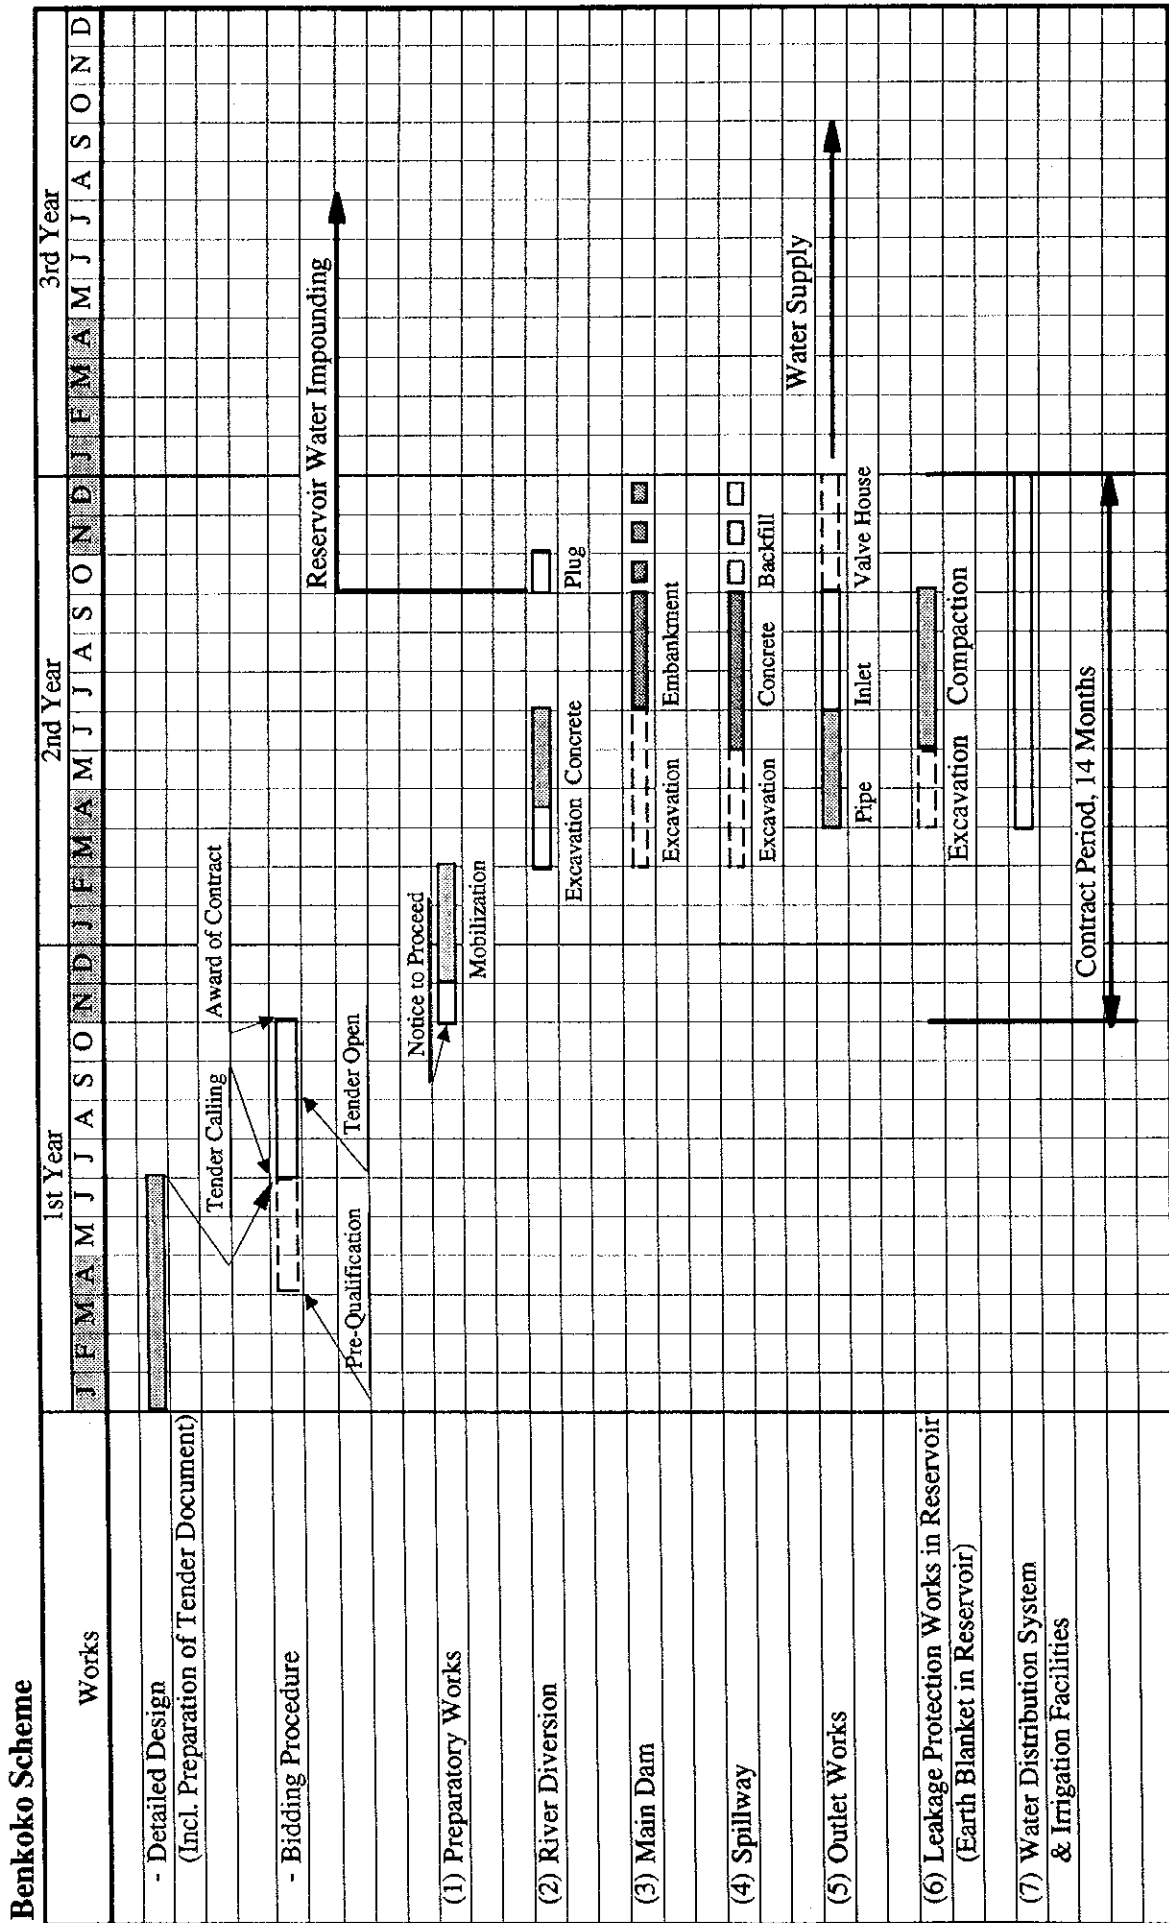 Benkoko Scheme
Works
1st Year
2nd Year
3rd Year
J F M A M J J A S O N D J F M A M J J A S O N D J F M A M J J A S O N D
- Detailed Design
(Incl. Preparation of Tender Document)
Tender Calling
Award of Contract
- Bidding Procedure
Pre-Qualification
Tender Open
Reservoir Water Impounding
Notice to Proceed
(1) Preparatory Works
Mobilization
(2) River Diversion
Excavation Concrete
Plug
(3) Main Dam
Excavation
Embankment
(4) Spillway
Excavation
Concrete
Backfill
Water Supply
(5) Outlet Works
Pipe
Inlet
Valve House
(6) Leakage Protection Works in Reservoir
(Earth Blanket in Reservoir)
Excavation
Compaction
(7) Water Distribution System
& Irrigation Facilities
Contract Period, 14 Months